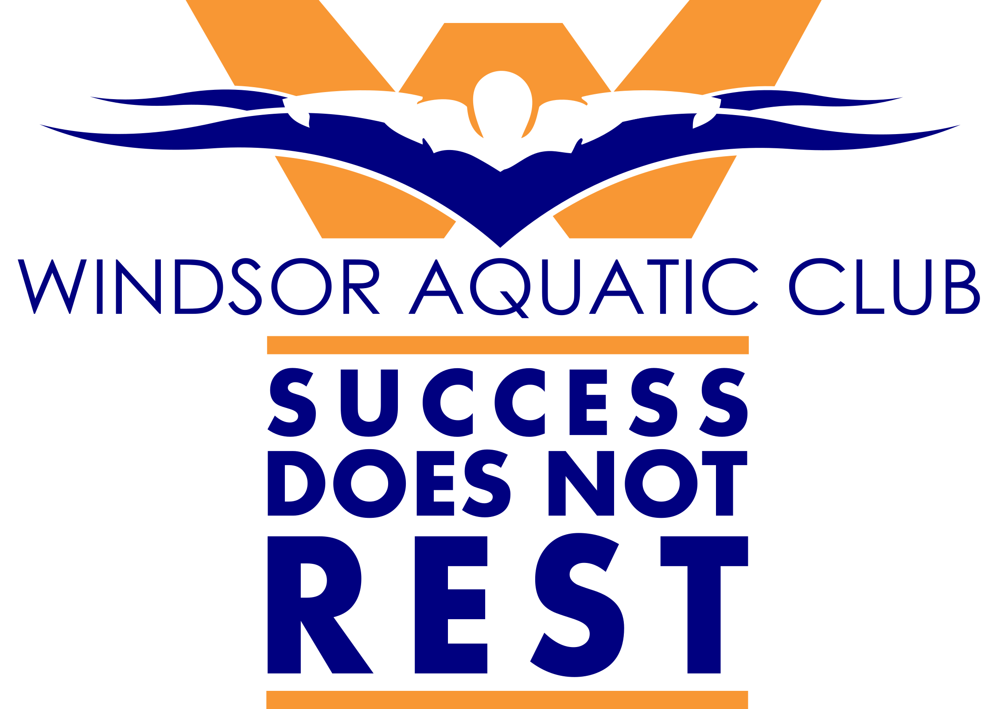 WINDSOR AQUATIC CLUB
SUCCESS
DOES NOT
REST